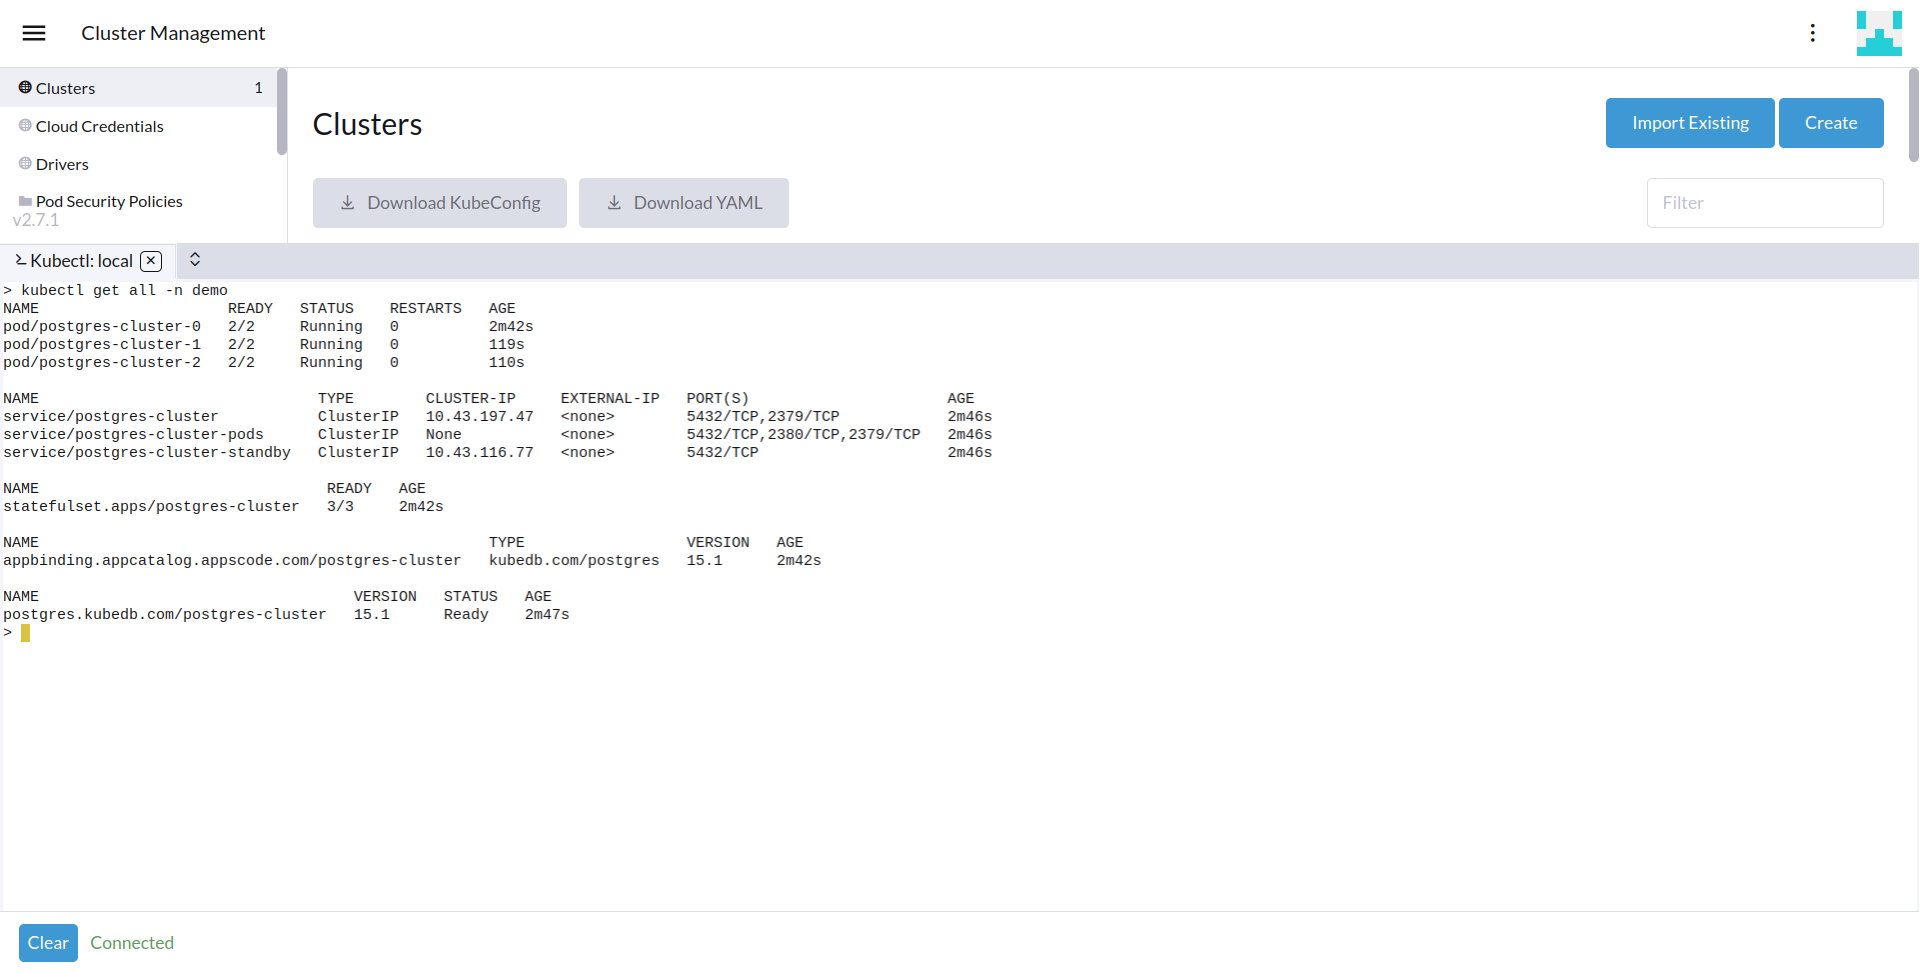 Cluster Management
Clusters 1
Cloud Credentials
Drivers
Pod Security Policies
v2.7.1
Clusters
Import Existing
Create
Download KubeConfig
Download YAML
Filter
Kubectl: local
> kubectl get all -n demo
NAME                     READY   STATUS    RESTARTS   AGE
pod/postgres-cluster-0   2/2     Running   0          2m42s
pod/postgres-cluster-1   2/2     Running   0          119s
pod/postgres-cluster-2   2/2     Running   0          110s
NAME                               TYPE        CLUSTER-IP     EXTERNAL-IP   PORT(S)                      AGE
service/postgres-cluster           ClusterIP   10.43.197.47   <none>        5432/TCP,2379/TCP            2m46s
service/postgres-cluster-pods      ClusterIP   None           <none>        5432/TCP,2380/TCP,2379/TCP   2m46s
service/postgres-cluster-standby   ClusterIP   10.43.116.77   <none>        5432/TCP                     2m46s
NAME                                READY   AGE
statefulset.apps/postgres-cluster   3/3     2m42s
NAME                                                  TYPE                  VERSION   AGE
appbinding.appcatalog.appscode.com/postgres-cluster   kubedb.com/postgres   15.1      2m42s
NAME                                   VERSION   STATUS   AGE
postgres.kubedb.com/postgres-cluster   15.1      Ready    2m47s
>
Clear
Connected